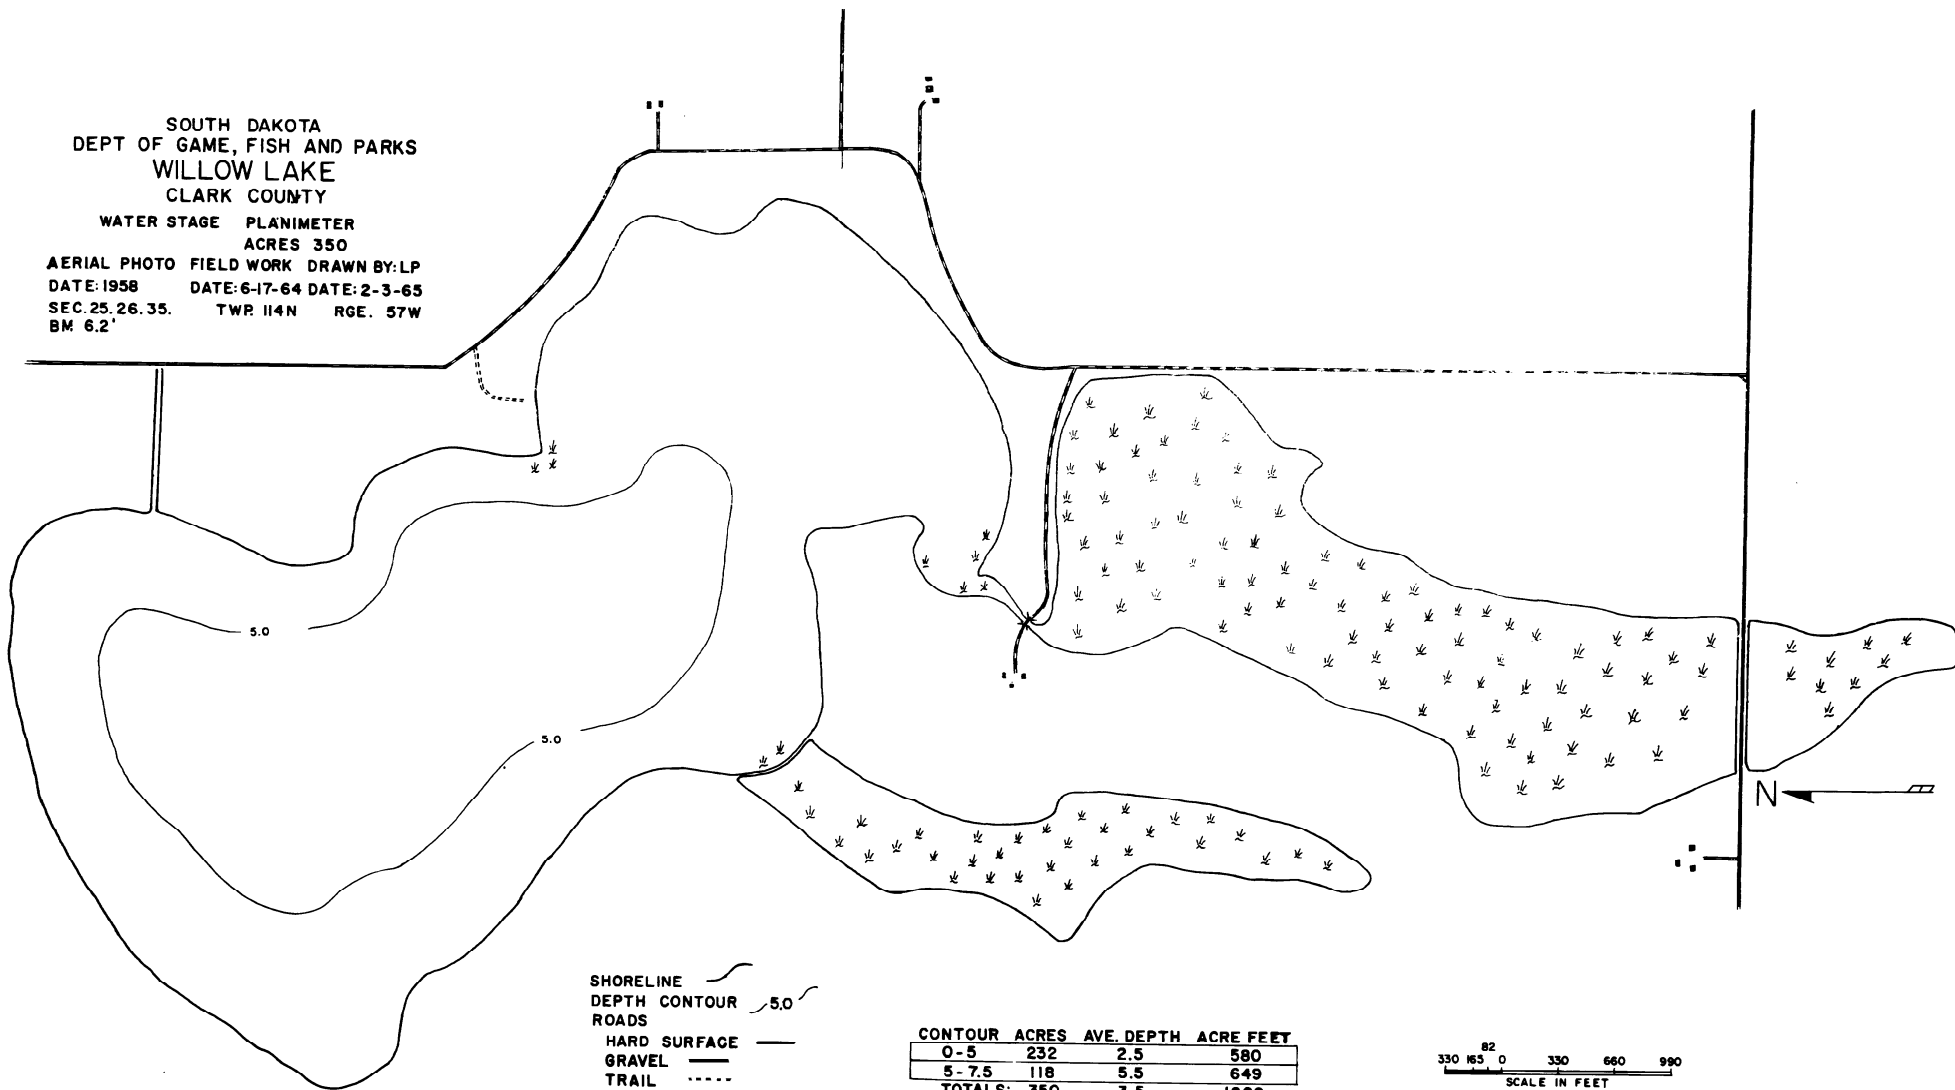 SOUTH DAKOTA
DEPT OF GAME, FISH AND PARKS
WILLOW LAKE
CLARK COUNTY
WATER STAGE PLANIMETER
ACRES 350
AERIAL PHOTO FIELD WORK DRAWN BY: LP
DATE: 1958 DATE: 6-17-64 DATE: 2-3-65
SEC. 25. 26. 35. TWP. 114N RGE. 57W
BM 6.2'
5.0
5.0
N
SHORELINE
DEPTH CONTOUR 5.0
ROADS
HARD SURFACE
GRAVEL
TRAIL
CONTOUR ACRES AVE. DEPTH ACRE FEET
0-5 232 2.5 580
5-7.5 118 5.5 649
TOTALS: 350 3.5
82
330 165 0 330 660 990
SCALE IN FEET